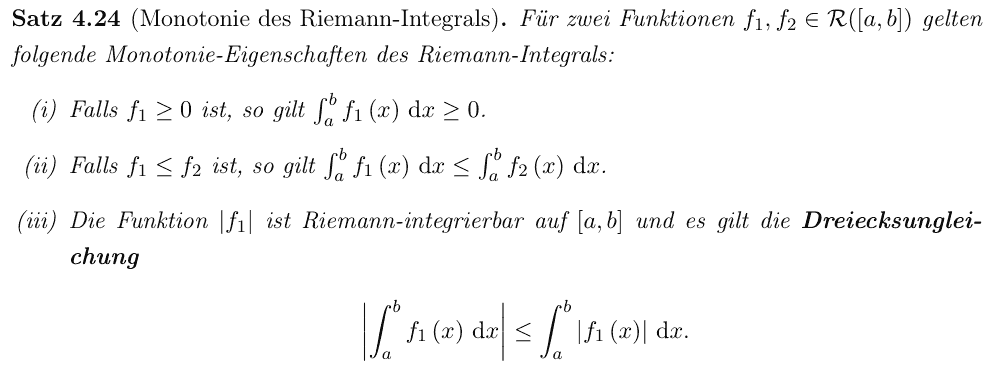 Satz 4.24 (Monotonie des Riemann-Integrals). Für zwei Funktionen f₁, f₂ ∈ ℛ([a, b]) gelten
folgende Monotonie-Eigenschaften des Riemann-Integrals:
(i) Falls f₁ ≥ 0 ist, so gilt ∫ₐᵇ f₁ (x) dx ≥ 0.
(ii) Falls f₁ ≤ f₂ ist, so gilt ∫ₐᵇ f₁ (x) dx ≤ ∫ₐᵇ f₂ (x) dx.
(iii) Die Funktion |f₁| ist Riemann-integrierbar auf [a, b] und es gilt die Dreiecksunglei-
chung
|∫ₐᵇ f₁ (x) dx| ≤ ∫ₐᵇ |f₁ (x)| dx.